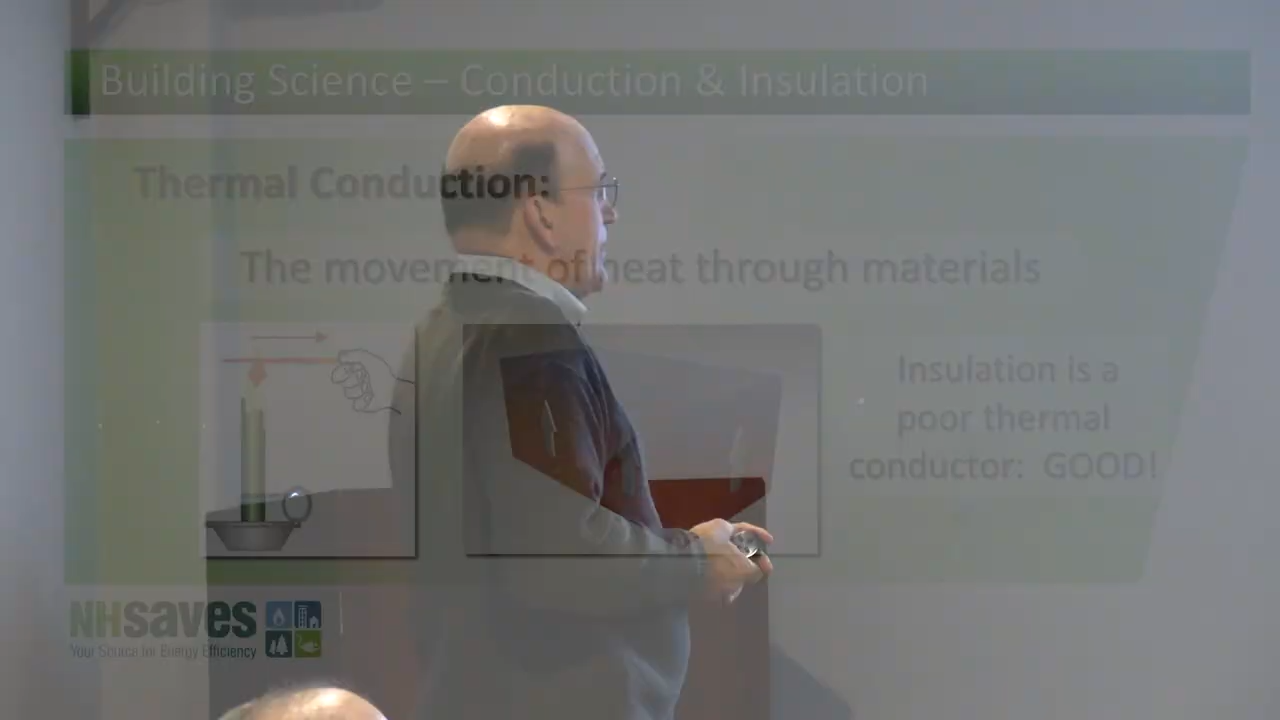 Building Science – Conduction & Insulation
Thermal Conduction:
The movement of heat through materials
Insulation is a
poor thermal
conductor: GOOD!
NHsaves
Your Source for Energy Efficiency